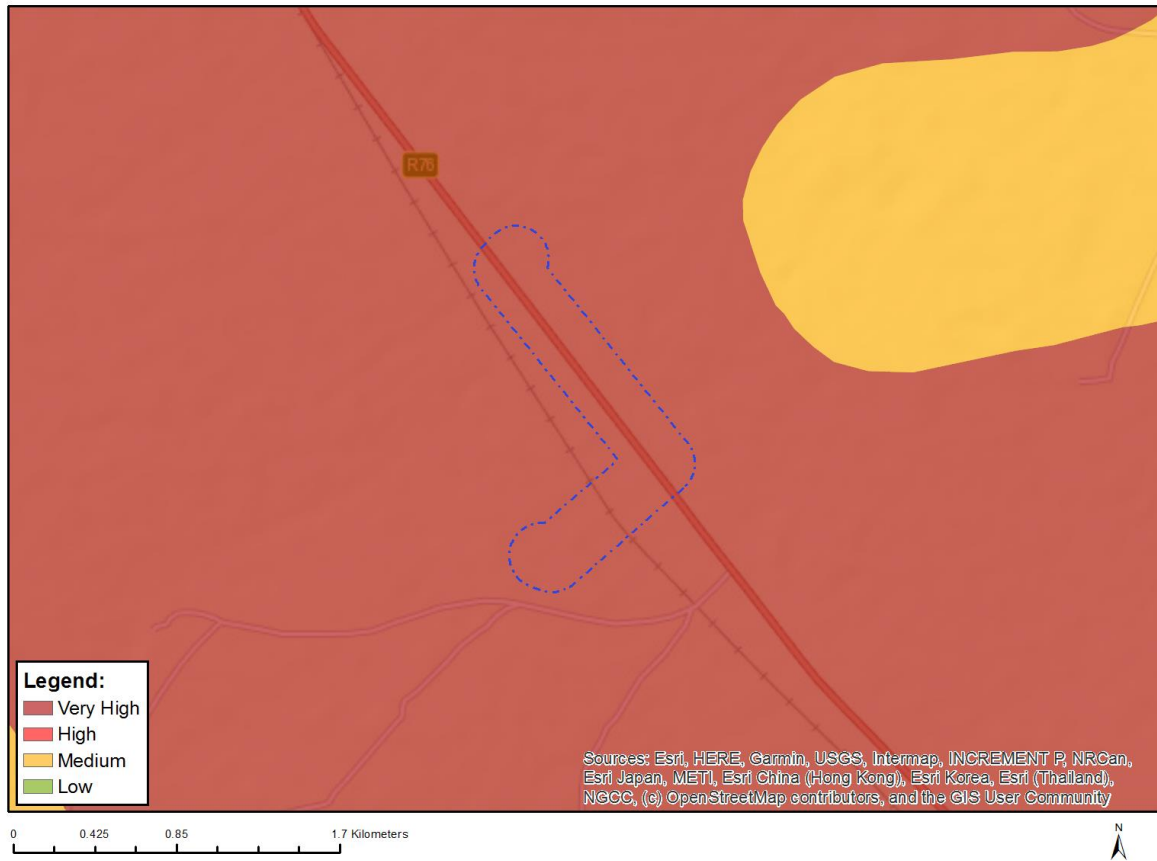 R76
Legend:
Very High
High
Medium
Low
Sources: Esri, HERE, Garmin, USGS, Intermap, INCREMENT P, NRCan,
Esri Japan, METI, Esri China (Hong Kong), Esri Korea, Esri (Thailand),
NGCC, (c) OpenStreetMap contributors, and the GIS User Community
0 0.425 0.85 1.7 Kilometers
N